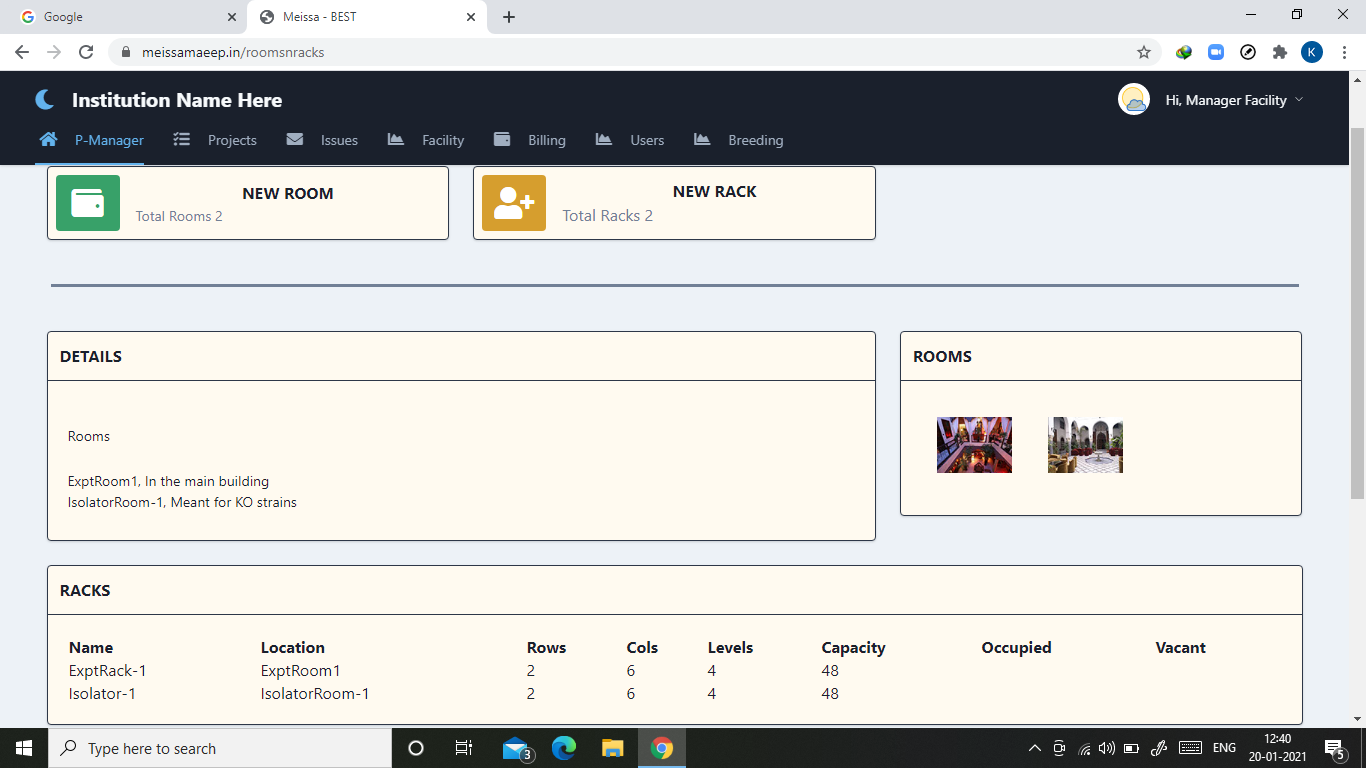 Google
Meissa - BEST
meissamaeep.in/roomsnracks
K
Institution Name Here
Hi, Manager Facility
P-Manager Projects Issues Facility Billing Users Breeding
NEW ROOM
Total Rooms 2
NEW RACK
Total Racks 2
DETAILS
Rooms
ExptRoom1, In the main building
IsolatorRoom-1, Meant for KO strains
ROOMS
RACKS
Name Location Rows Cols Levels Capacity Occupied Vacant
ExptRack-1 ExptRoom1 2 6 4 48
Isolator-1 IsolatorRoom-1 2 6 4 48
Type here to search
3
ENG
12:40
20-01-2021
5